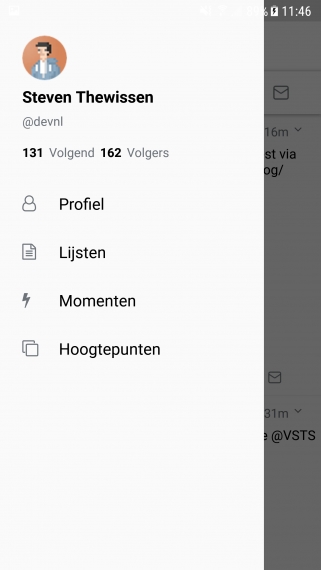 11:46
Steven Thewissen
@devnl
131 Volgend 162 Volgers
16m
st via
og/
Profiel
Lijsten
Momenten
Hoogtepunten
31m
e @VSTS